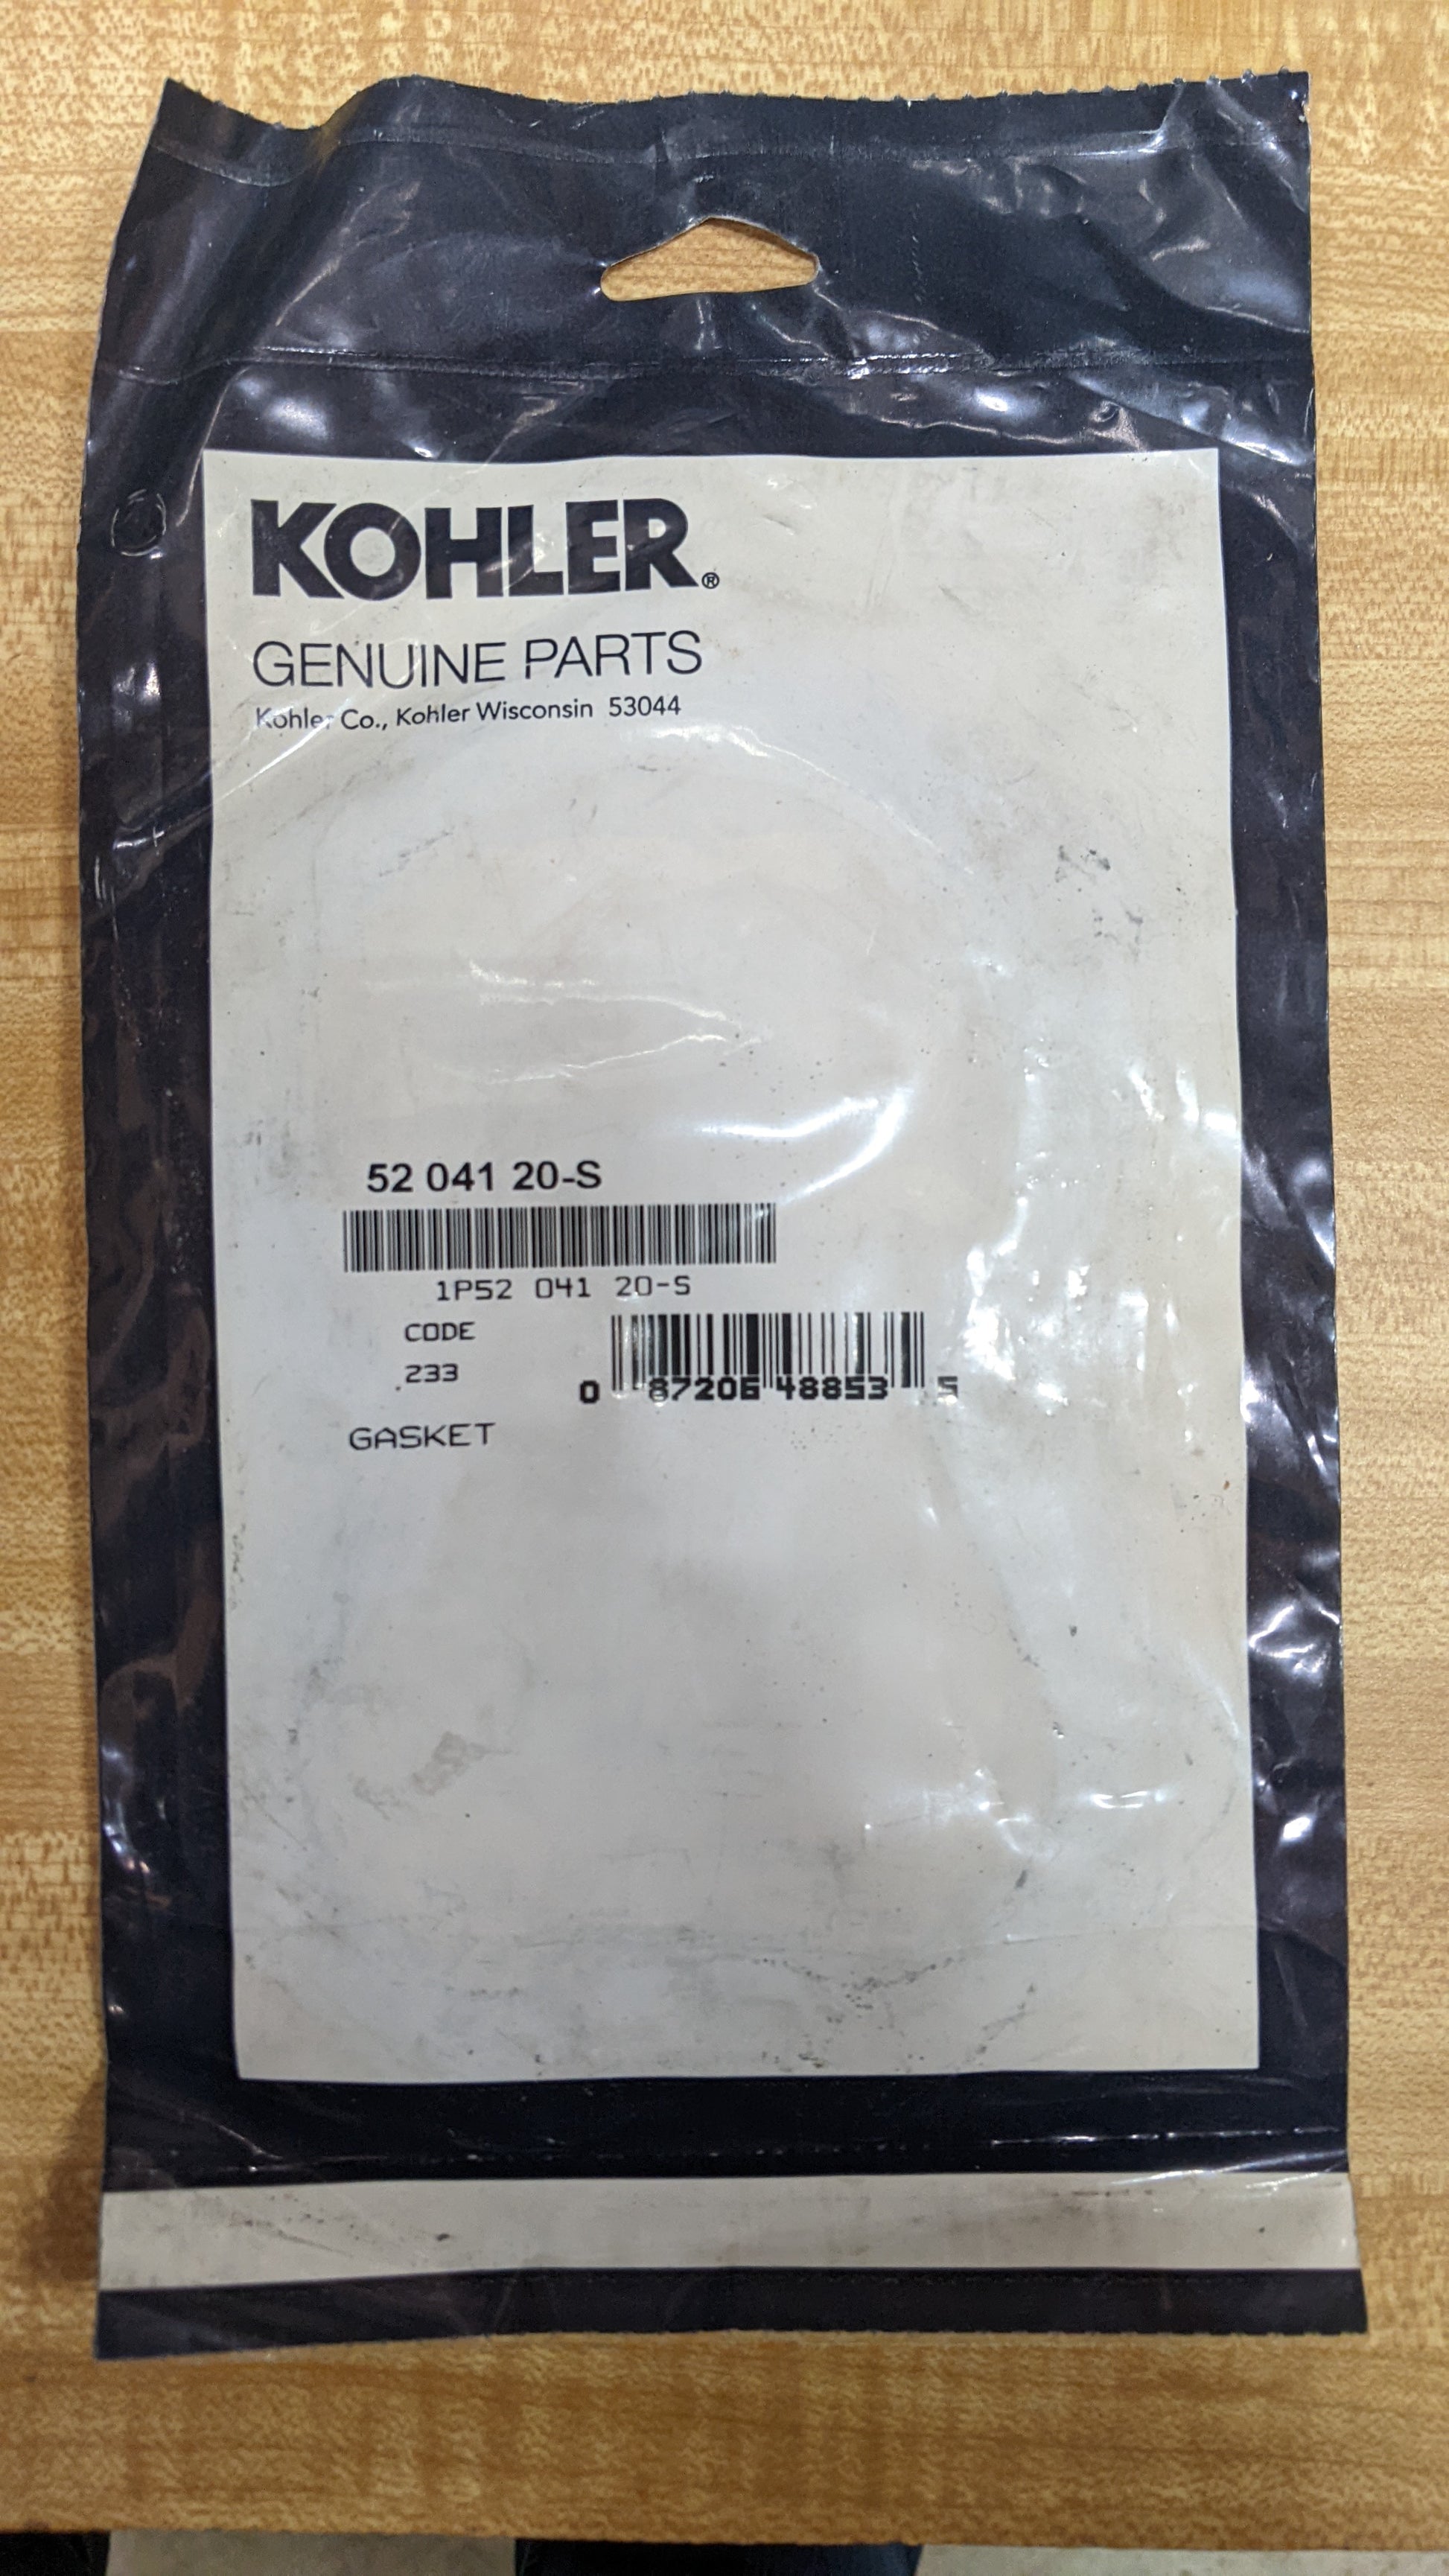 KOHLER®
GENUINE PARTS
Kohler Co., Kohler Wisconsin 53044
52 041 20-S
1P52 041 20-S
CODE
.233
0 87206 48853 5
GASKET